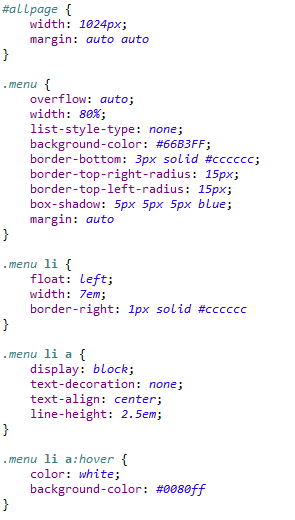 #allpage {
    width: 1024px;
    margin: auto auto
}

.menu {
    overflow: auto;
    width: 80%;
    list-style-type: none;
    background-color: #66B3FF;
    border-bottom: 3px solid #cccccc;
    border-top-right-radius: 15px;
    border-top-left-radius: 15px;
    box-shadow: 5px 5px 5px blue;
    margin: auto
}

.menu li {
    float: left;
    width: 7em;
    border-right: 1px solid #cccccc
}

.menu li a {
    display: block;
    text-decoration: none;
    text-align: center;
    line-height: 2.5em;
}

.menu li a:hover {
    color: white;
    background-color: #0080ff
}